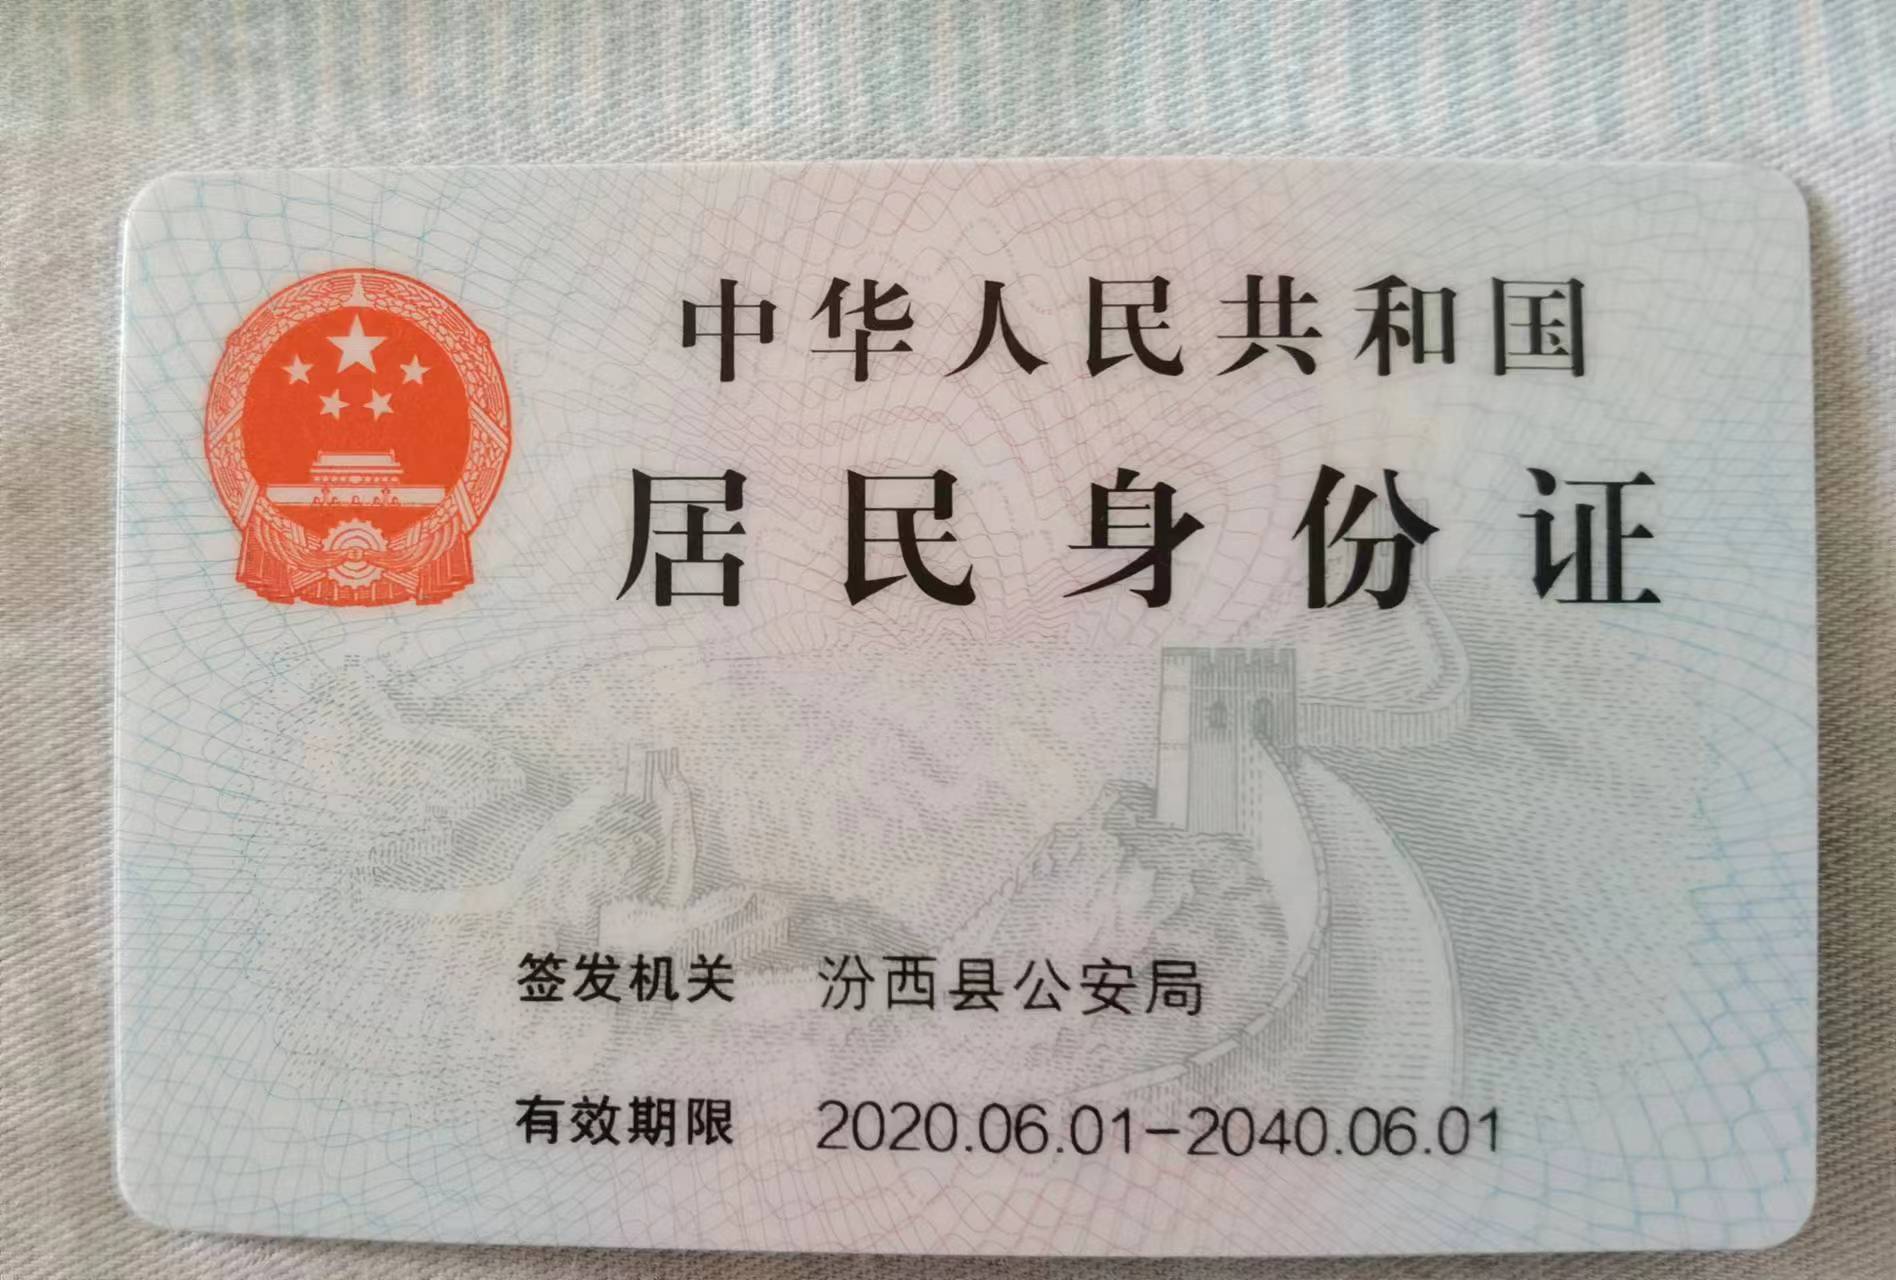 中华人民共和国
居民身份证
签发机关 汾西县公安局
有效期限 2020.06.01-2040.06.01